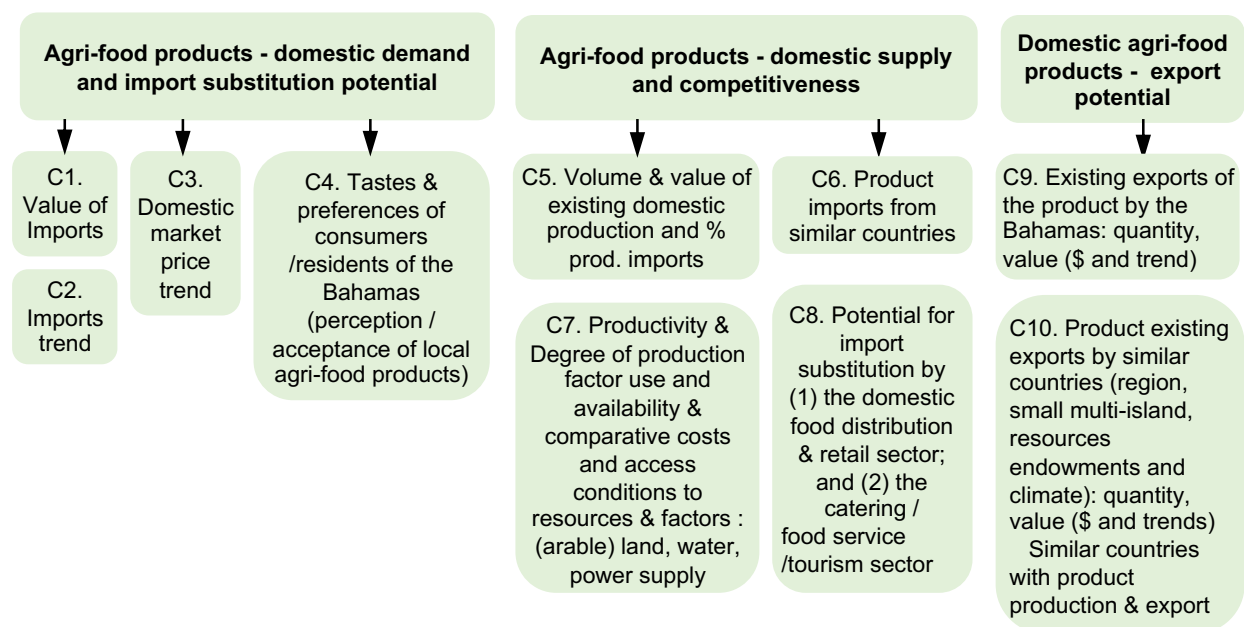 Agri-food products - domestic demand
and import substitution potential
C1.
Value of
Imports
C2.
Imports
trend
C3.
Domestic
market
price
trend
C4. Tastes &
preferences of
consumers
/residents of the
Bahamas
(perception /
acceptance of local
agri-food products)
Agri-food products - domestic supply
and competitiveness
C5. Volume & value of
existing domestic
production and %
prod. imports
C6. Product
imports from
similar countries
C7. Productivity &
Degree of production
factor use and
availability &
comparative costs
and access
conditions to
resources & factors :
(arable) land, water,
power supply
C8. Potential for
import
substitution by
(1) the domestic
food distribution
& retail sector;
and (2) the
catering /
food service
/tourism sector
Domestic agri-food
products - export
potential
C9. Existing exports of
the product by the
Bahamas: quantity,
value ($ and trend)
C10. Product existing
exports by similar
countries (region,
small multi-island,
resources
endowments and
climate): quantity,
value ($ and trends)
Similar countries
with product
production & export